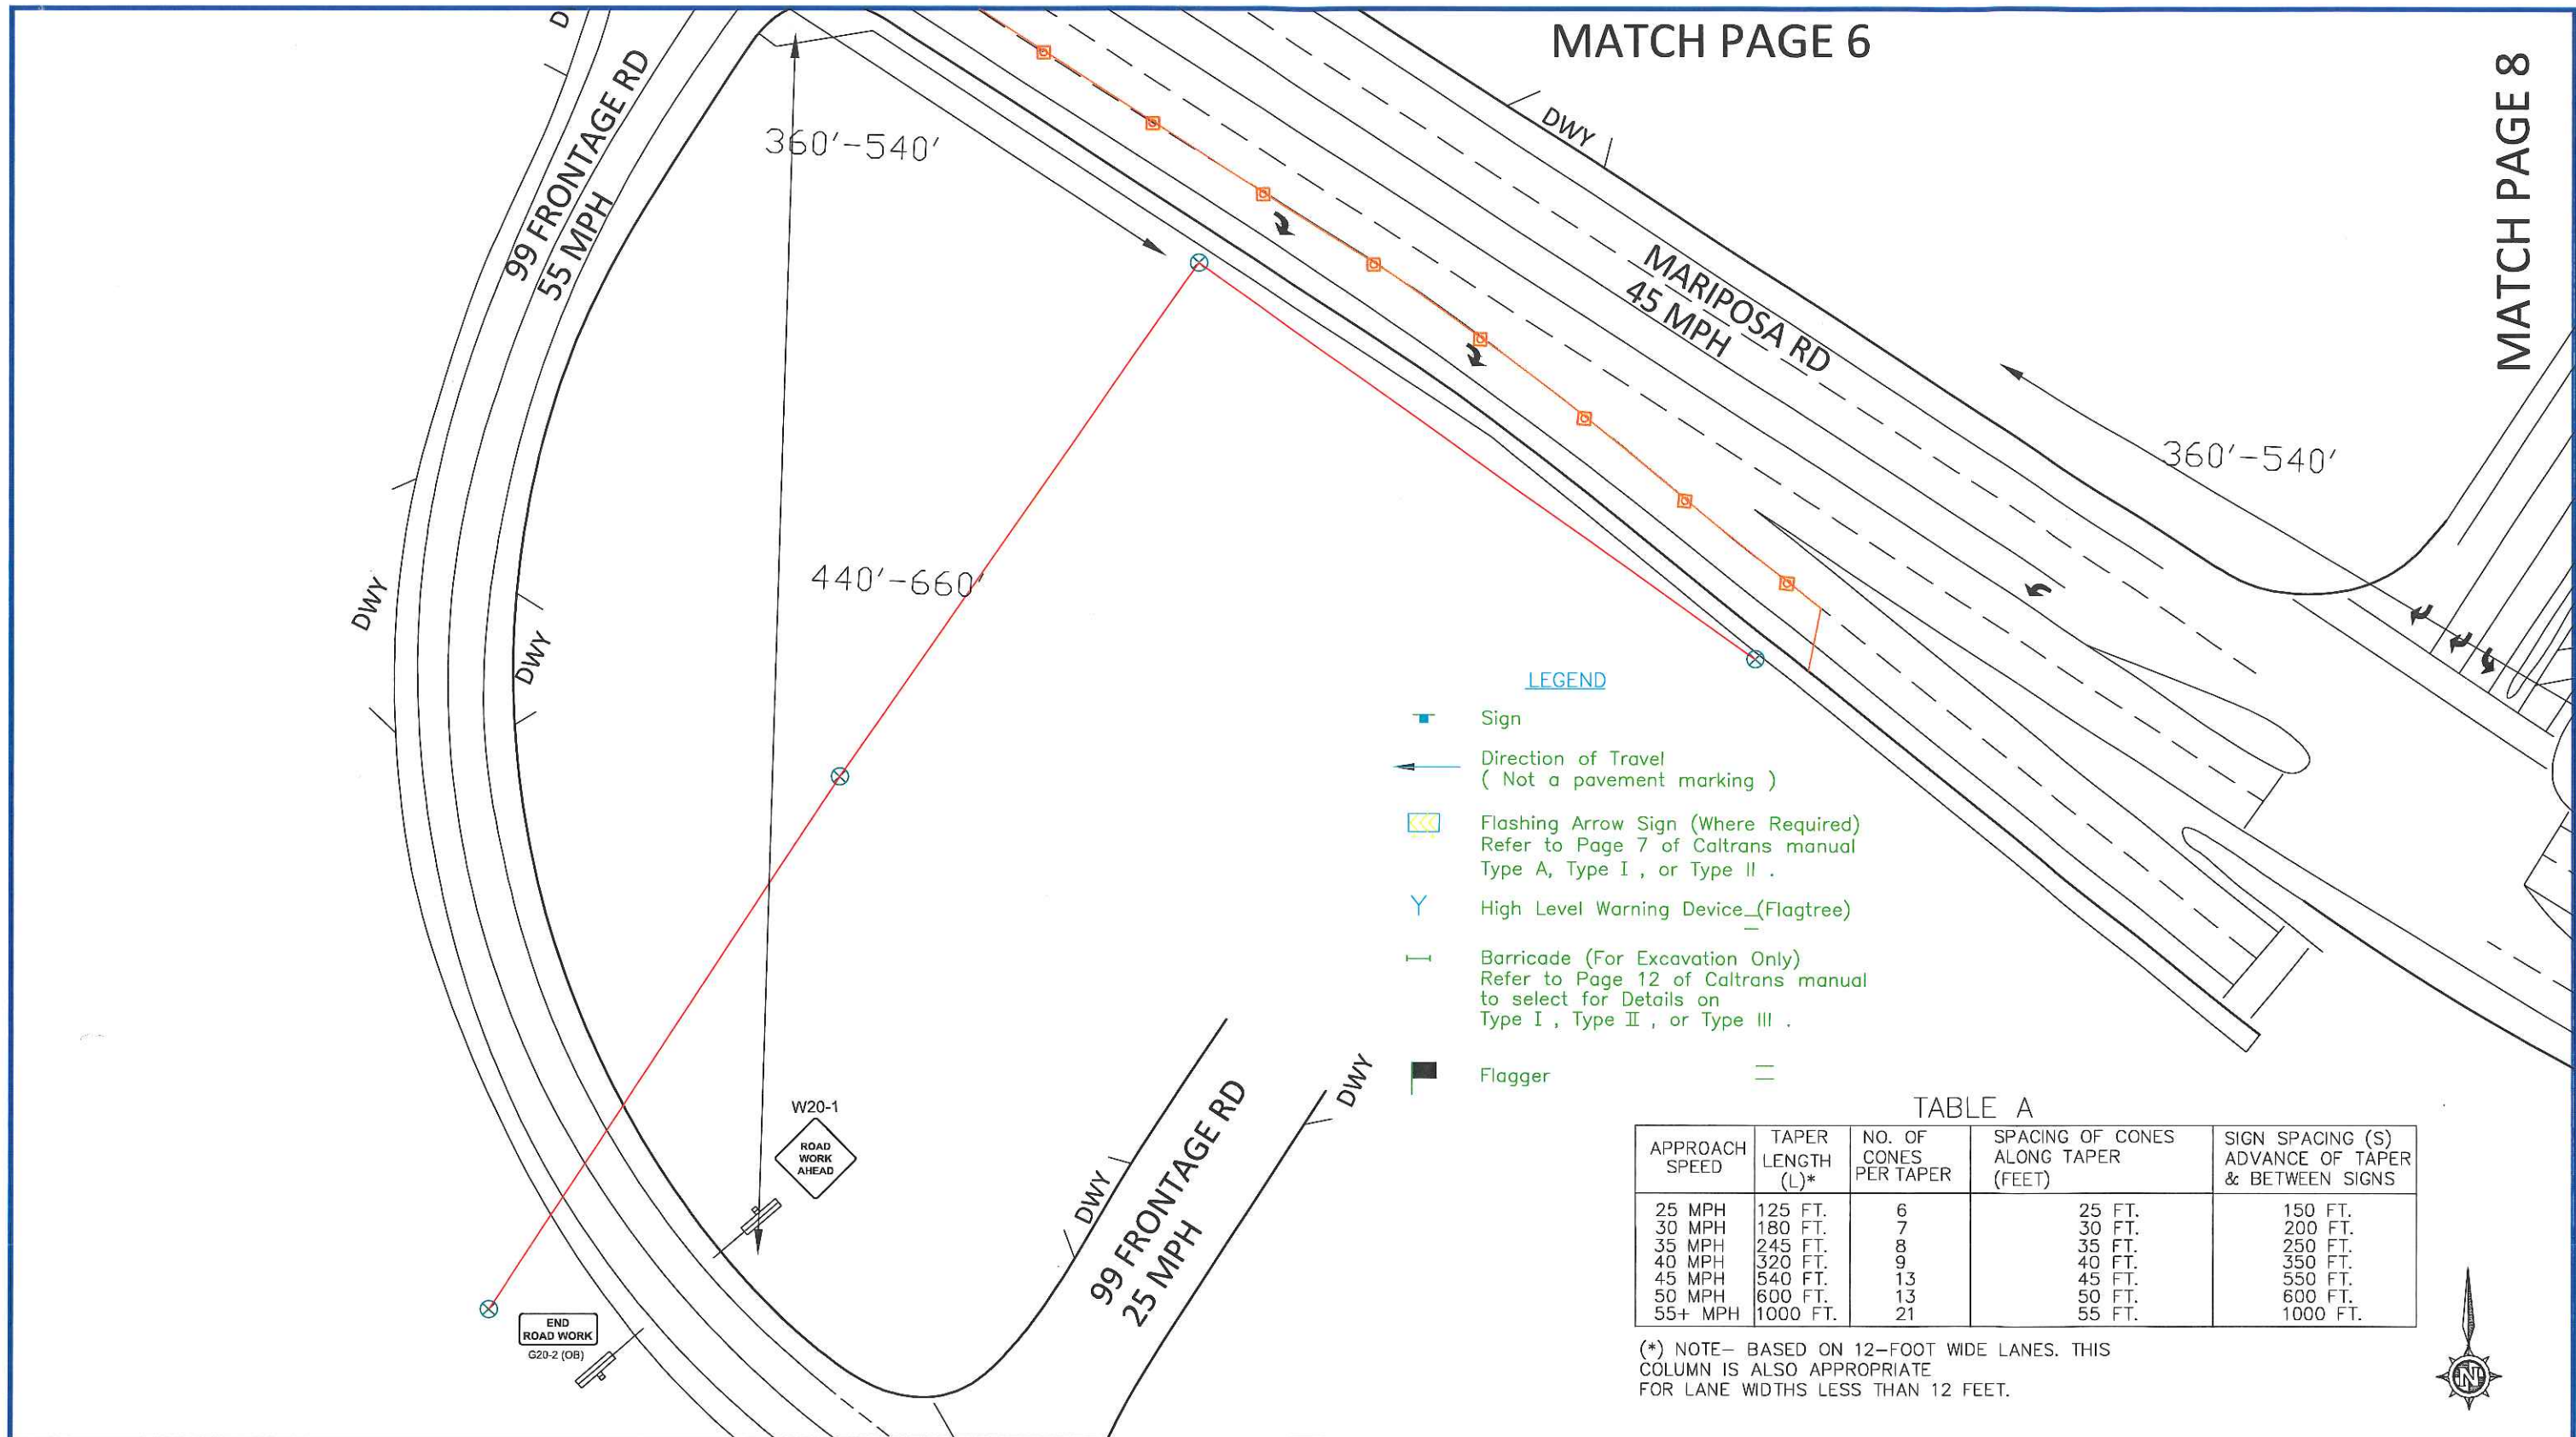 MATCH PAGE 6
MATCH PAGE 8
D
99 FRONTAGE RD
55 MPH
360'-540'
DWY
MARIPOSA RD
45 MPH
360'-540'
440'-660'
DWY
DWY
LEGEND
Sign
Direction of Travel
( Not a pavement marking )
Flashing Arrow Sign (Where Required)
Refer to Page 7 of Caltrans manual
Type A, Type I , or Type II .
Y High Level Warning Device (Flagtree)
Barricade (For Excavation Only)
Refer to Page 12 of Caltrans manual
to select for Details on
Type I , Type II , or Type III .
Flagger
W20-1
ROAD
WORK
AHEAD
END
ROAD WORK
G20-2 (OB)
DWY
99 FRONTAGE RD
25 MPH
DWY
TABLE A
APPROACH SPEED TAPER LENGTH (L)* NO. OF CONES PER TAPER SPACING OF CONES ALONG TAPER (FEET) SIGN SPACING (S) ADVANCE OF TAPER & BETWEEN SIGNS
25 MPH 125 FT. 6 25 FT. 150 FT.
30 MPH 180 FT. 7 30 FT. 200 FT.
35 MPH 245 FT. 8 35 FT. 250 FT.
40 MPH 320 FT. 9 40 FT. 350 FT.
45 MPH 540 FT. 13 45 FT. 550 FT.
50 MPH 600 FT. 13 50 FT. 600 FT.
55+ MPH 1000 FT. 21 55 FT. 1000 FT.
(*) NOTE- BASED ON 12-FOOT WIDE LANES. THIS
COLUMN IS ALSO APPROPRIATE
FOR LANE WIDTHS LESS THAN 12 FEET.
N